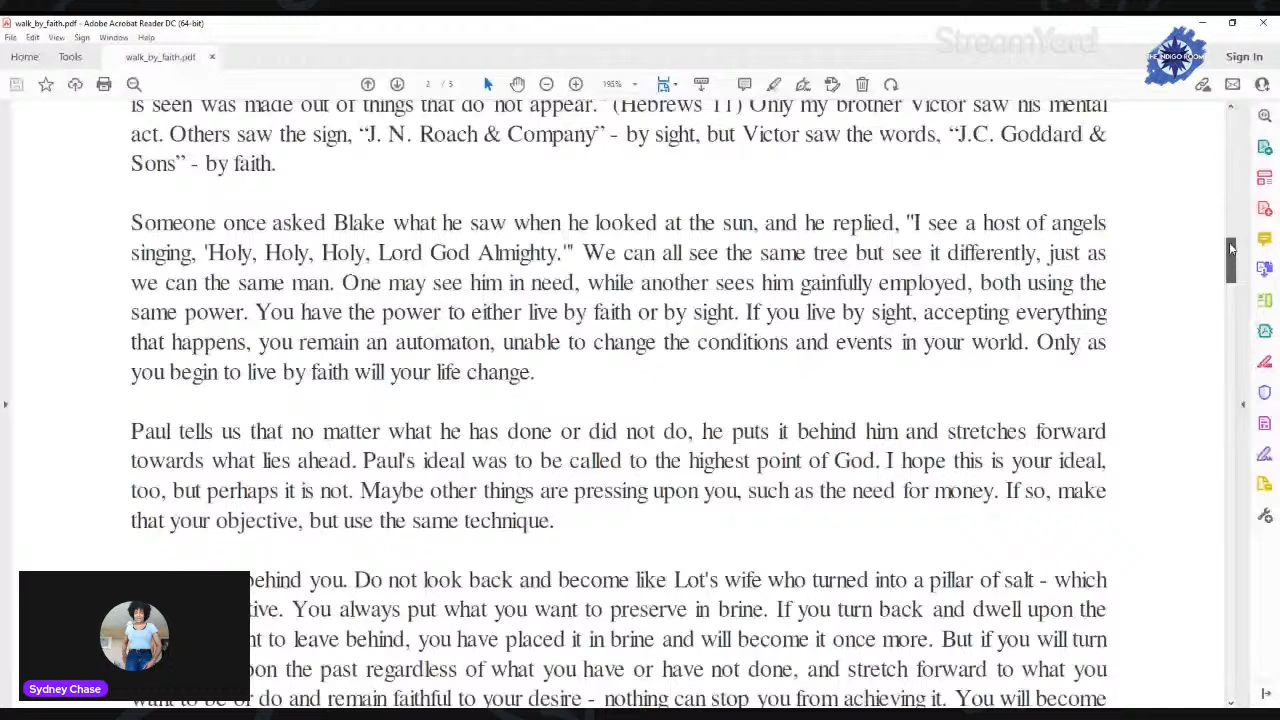 walk_by_faith.pdf - Adobe Acrobat Reader DC (64-bit)
File Edit View Sign Window Help
StreamYard
THE INDIGO ROOM
Home Tools walk_by_faith.pdf × Sign In
2 / 5 195%
is seen was made out of things that do not appear." (Hebrews 11) Only my brother Victor saw his mental
act. Others saw the sign, “J. N. Roach & Company” - by sight, but Victor saw the words, “J.C. Goddard &
Sons” - by faith.
Someone once asked Blake what he saw when he looked at the sun, and he replied, "I see a host of angels
singing, 'Holy, Holy, Holy, Lord God Almighty.'" We can all see the same tree but see it differently, just as
we can the same man. One may see him in need, while another sees him gainfully employed, both using the
same power. You have the power to either live by faith or by sight. If you live by sight, accepting everything
that happens, you remain an automaton, unable to change the conditions and events in your world. Only as
you begin to live by faith will your life change.
Paul tells us that no matter what he has done or did not do, he puts it behind him and stretches forward
towards what lies ahead. Paul's ideal was to be called to the highest point of God. I hope this is your ideal,
too, but perhaps it is not. Maybe other things are pressing upon you, such as the need for money. If so, make
that your objective, but use the same technique.
behind you. Do not look back and become like Lot's wife who turned into a pillar of salt - which
tive. You always put what you want to preserve in brine. If you turn back and dwell upon the
nt to leave behind, you have placed it in brine and will become it once more. But if you will turn
pon the past regardless of what you have or have not done, and stretch forward to what you
want to be or do and remain faithful to your desire - nothing can stop you from achieving it. You will become
Sydney Chase